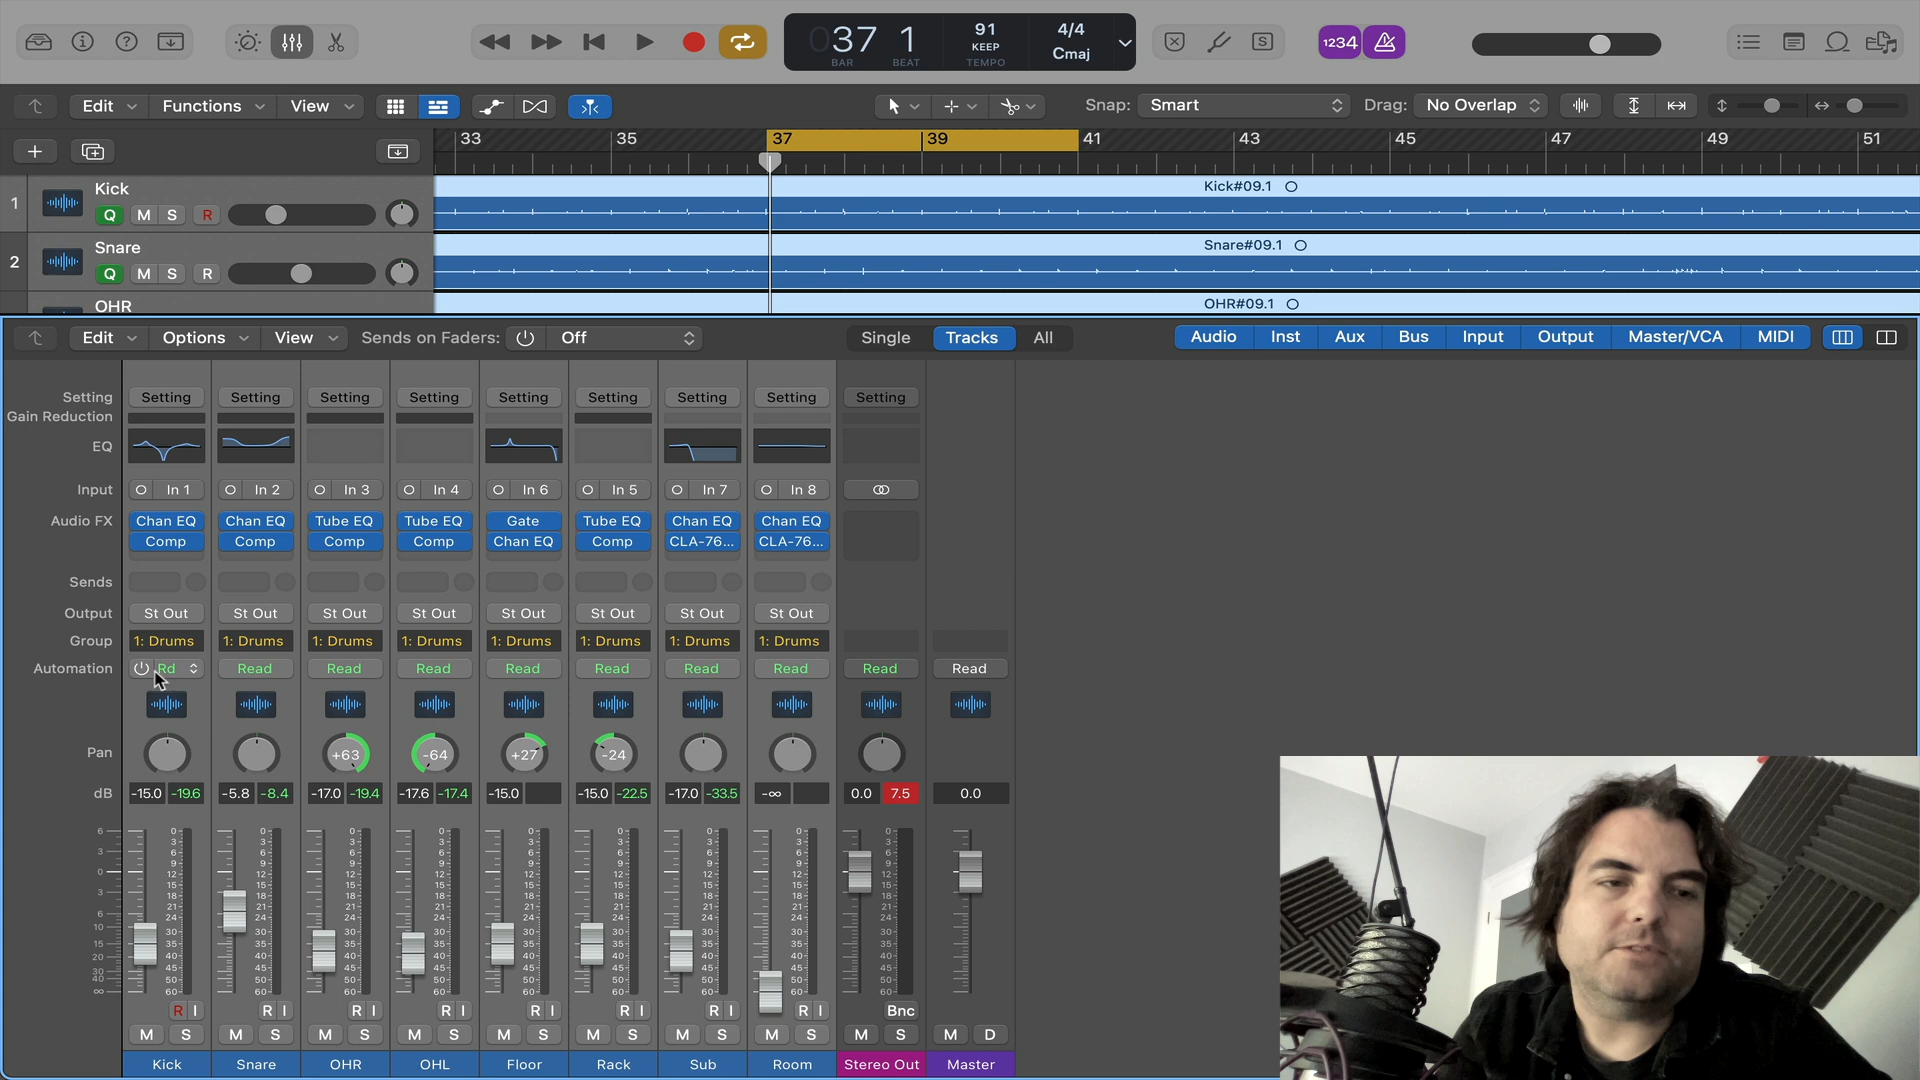 037 1
BAR BEAT
91
KEEP
TEMPO
4/4
Cmaj
1234
S
Edit Functions View
Snap: Smart
Drag: No Overlap
33 35 37 39 41 43 45 47 49 51
1 Kick
Q M S R
Kick#09.1
2 Snare
Q M S R
Snare#09.1
OHR
OHR#09.1
Edit Options View Sends on Faders: Off
Single Tracks All
Audio Inst Aux Bus Input Output Master/VCA MIDI
Setting Setting Setting Setting Setting Setting Setting Setting Setting Setting
Gain Reduction
EQ
Input In 1 In 2 In 3 In 4 In 6 In 5 In 7 In 8
Audio FX Chan EQ Chan EQ Tube EQ Tube EQ Gate Tube EQ Chan EQ Chan EQ
Comp Comp Comp Comp Chan EQ Comp CLA-76... CLA-76...
Sends
Output St Out St Out St Out St Out St Out St Out St Out St Out
Group 1: Drums 1: Drums 1: Drums 1: Drums 1: Drums 1: Drums 1: Drums 1: Drums
Automation Rd Read Read Read Read Read Read Read Read Read
Pan +63 -64 +27 -24
dB -15.0 -19.6 -5.8 -8.4 -17.0 -19.4 -17.6 -17.4 -15.0 -15.0 -22.5 -17.0 -33.5 -∞ 0.0 7.5 0.0
6 0 0 0 0 0 0 0 0 0
3 3 3 3 3 3 3 3 3
3 6 6 6 6 6 6 6 6 6
9 9 9 9 9 9 9 9 9
0 12 12 12 12 12 12 12 12 12
15 15 15 15 15 15 15 15 15
3 18 18 18 18 18 18 18 18 18
21 21 21 21 21 21 21 21 21
6 24 24 24 24 24 24 24 24 24
10 30 30 30 30 30 30 30 30 30
15 35 35 35 35 35 35 35 35 35
20 40 40 40 40 40 40 40 40 40
30 45 45 45 45 45 45 45 45 45
40 50 50 50 50 50 50 50 50 50
∞ 60 60 60 60 60 60 60 60 60
R I R I R I R I R I R I R I R I Bnc
M S M S M S M S M S M S M S M S M S M D
Kick Snare OHR OHL Floor Rack Sub Room Stereo Out Master